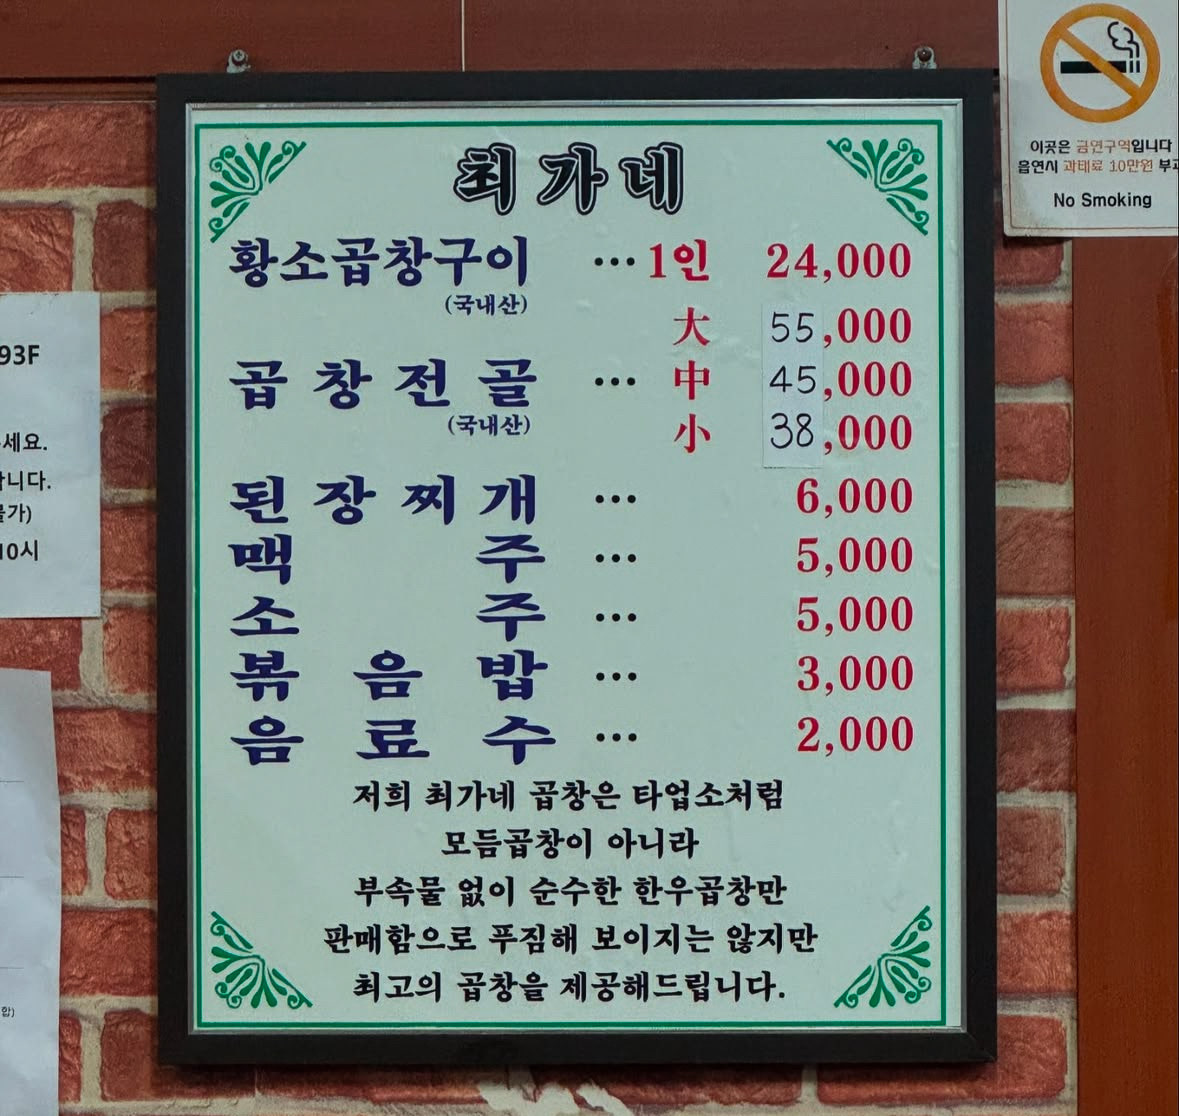 최가네
황소곱창구이 … 1인 24,000
(국내산)
大 55,000
곱창전골 … 中 45,000
(국내산)
小 38,000
된장찌개 … 6,000
맥주 … 5,000
소주 … 5,000
볶음밥 … 3,000
음료수 … 2,000
저희 최가네 곱창은 타업소처럼
모듬곱창이 아니라
부속물 없이 순수한 한우곱창만
판매함으로 푸짐해 보이지는 않지만
최고의 곱창을 제공해드립니다.
이곳은 금연구역입니다
흡연시 과태료 10만원
No Smoking
93F
세요.
니다.
가)
10시
합)